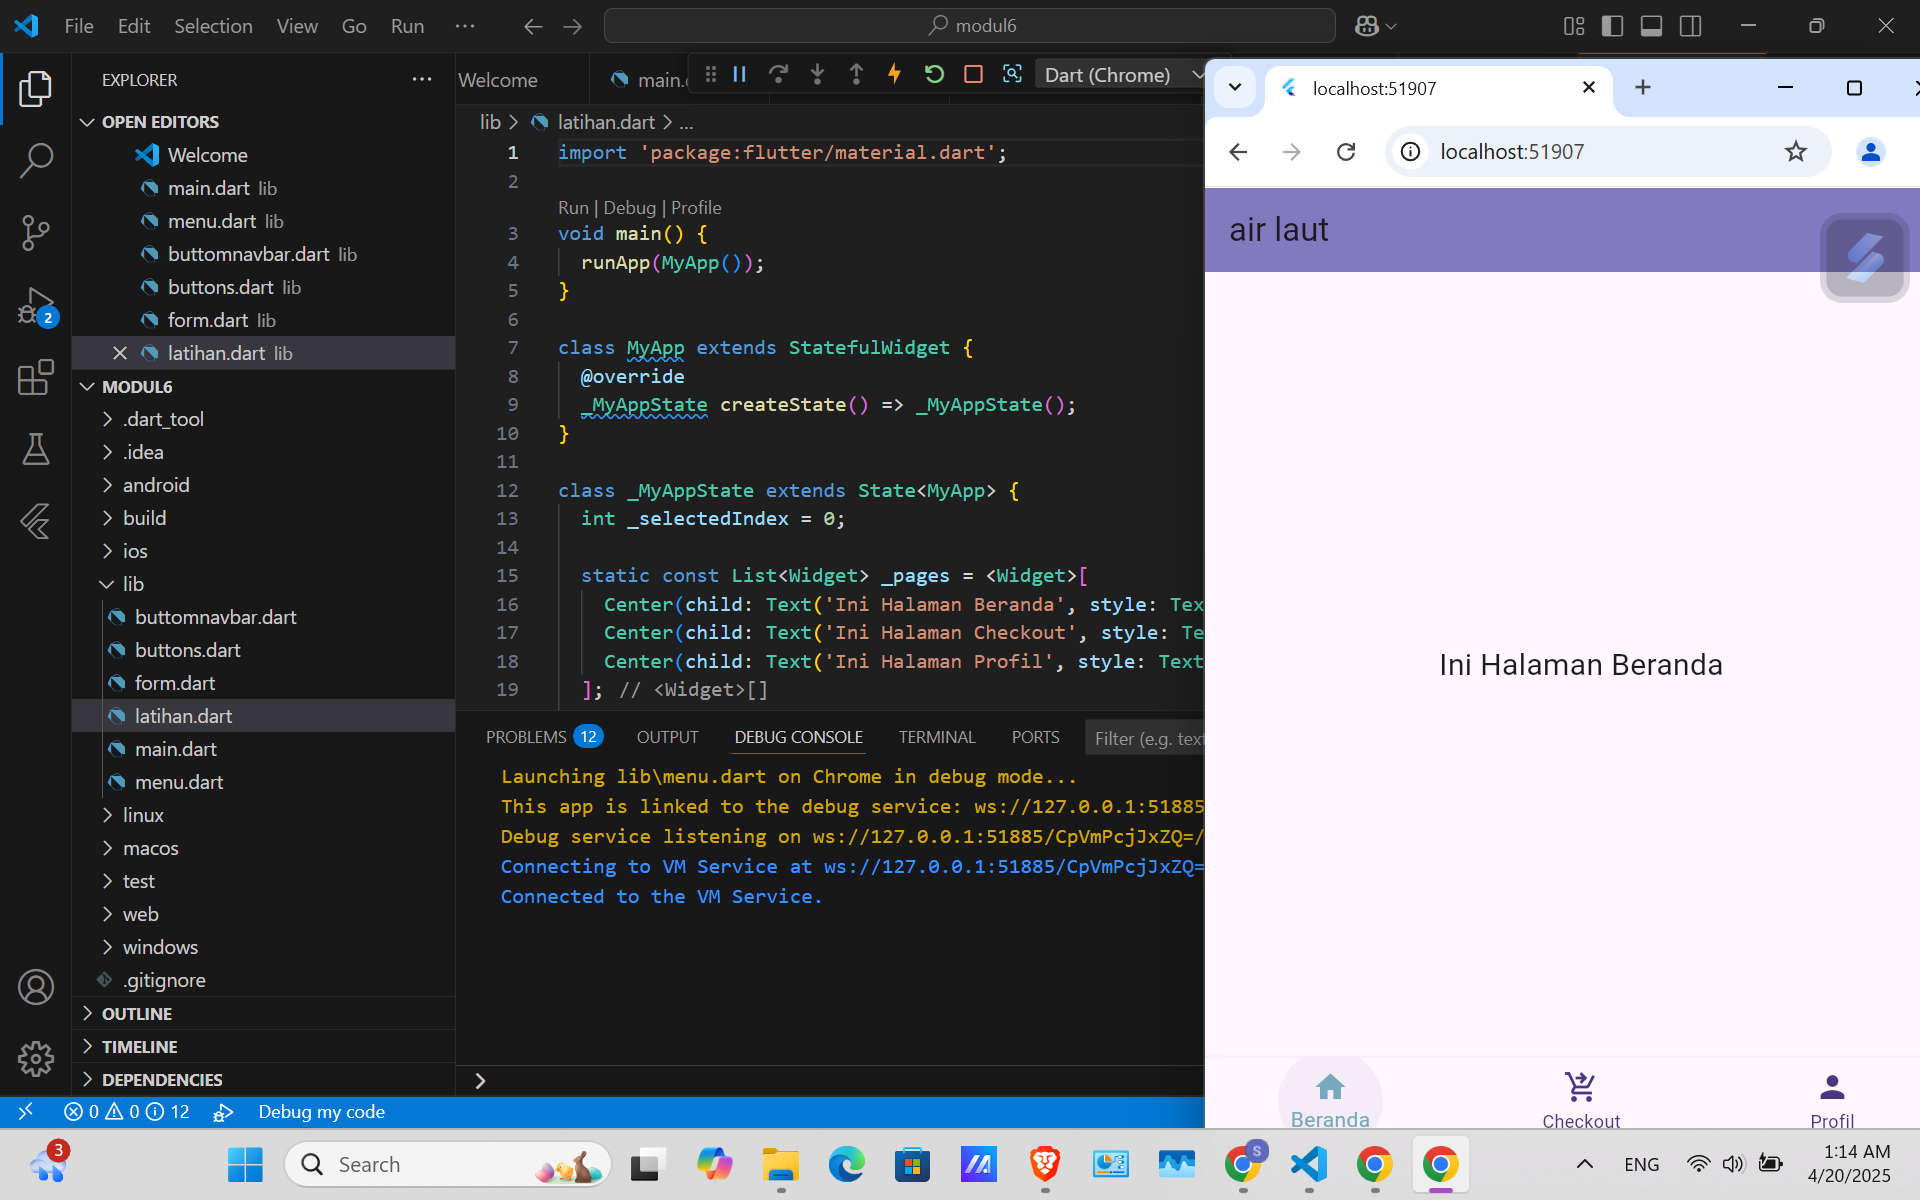 File Edit Selection View Go Run ··· modul6
EXPLORER ···
OPEN EDITORS
Welcome
main.dart lib
menu.dart lib
buttomnavbar.dart lib
buttons.dart lib
form.dart lib
latihan.dart lib
MODUL6
.dart_tool
.idea
android
build
ios
lib
buttomnavbar.dart
buttons.dart
form.dart
latihan.dart
main.dart
menu.dart
linux
macos
test
web
windows
.gitignore
OUTLINE
TIMELINE
DEPENDENCIES
2
Welcome main. Dart (Chrome)
lib > latihan.dart > ...
1 import 'package:flutter/material.dart';
2
Run | Debug | Profile
3 void main() {
4 runApp(MyApp());
5 }
6
7 class MyApp extends StatefulWidget {
8 @override
9 _MyAppState createState() => _MyAppState();
10 }
11
12 class _MyAppState extends State<MyApp> {
13 int _selectedIndex = 0;
14
15 static const List<Widget> _pages = <Widget>[
16 Center(child: Text('Ini Halaman Beranda', style: Tex
17 Center(child: Text('Ini Halaman Checkout', style: Te
18 Center(child: Text('Ini Halaman Profil', style: Text
19 ]; // <Widget>[]
PROBLEMS 12 OUTPUT DEBUG CONSOLE TERMINAL PORTS Filter (e.g. text
Launching lib\menu.dart on Chrome in debug mode...
This app is linked to the debug service: ws://127.0.0.1:51885
Debug service listening on ws://127.0.0.1:51885/CpVmPcjJxZQ=/
Connecting to VM Service at ws://127.0.0.1:51885/CpVmPcjJxZQ=
Connected to the VM Service.
>
0 0 12 Debug my code
localhost:51907
localhost:51907
air laut
Ini Halaman Beranda
Beranda Checkout Profil
3 Search S ENG 1:14 AM
4/20/2025